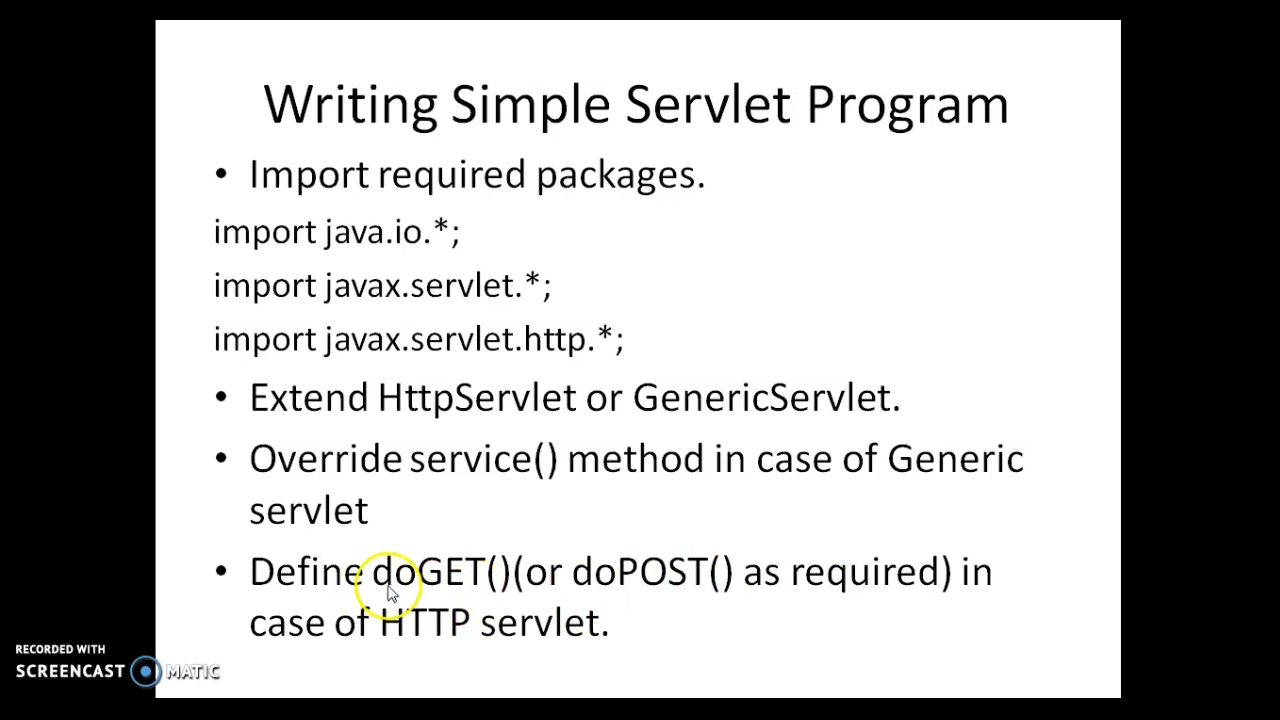 Writing Simple Servlet Program
• Import required packages.
import java.io.*;
import javax.servlet.*;
import javax.servlet.http.*;
• Extend HttpServlet or GenericServlet.
• Override service() method in case of Generic
servlet
• Define doGET()(or doPOST() as required) in
case of HTTP servlet.
RECORDED WITH
SCREENCAST MATIC